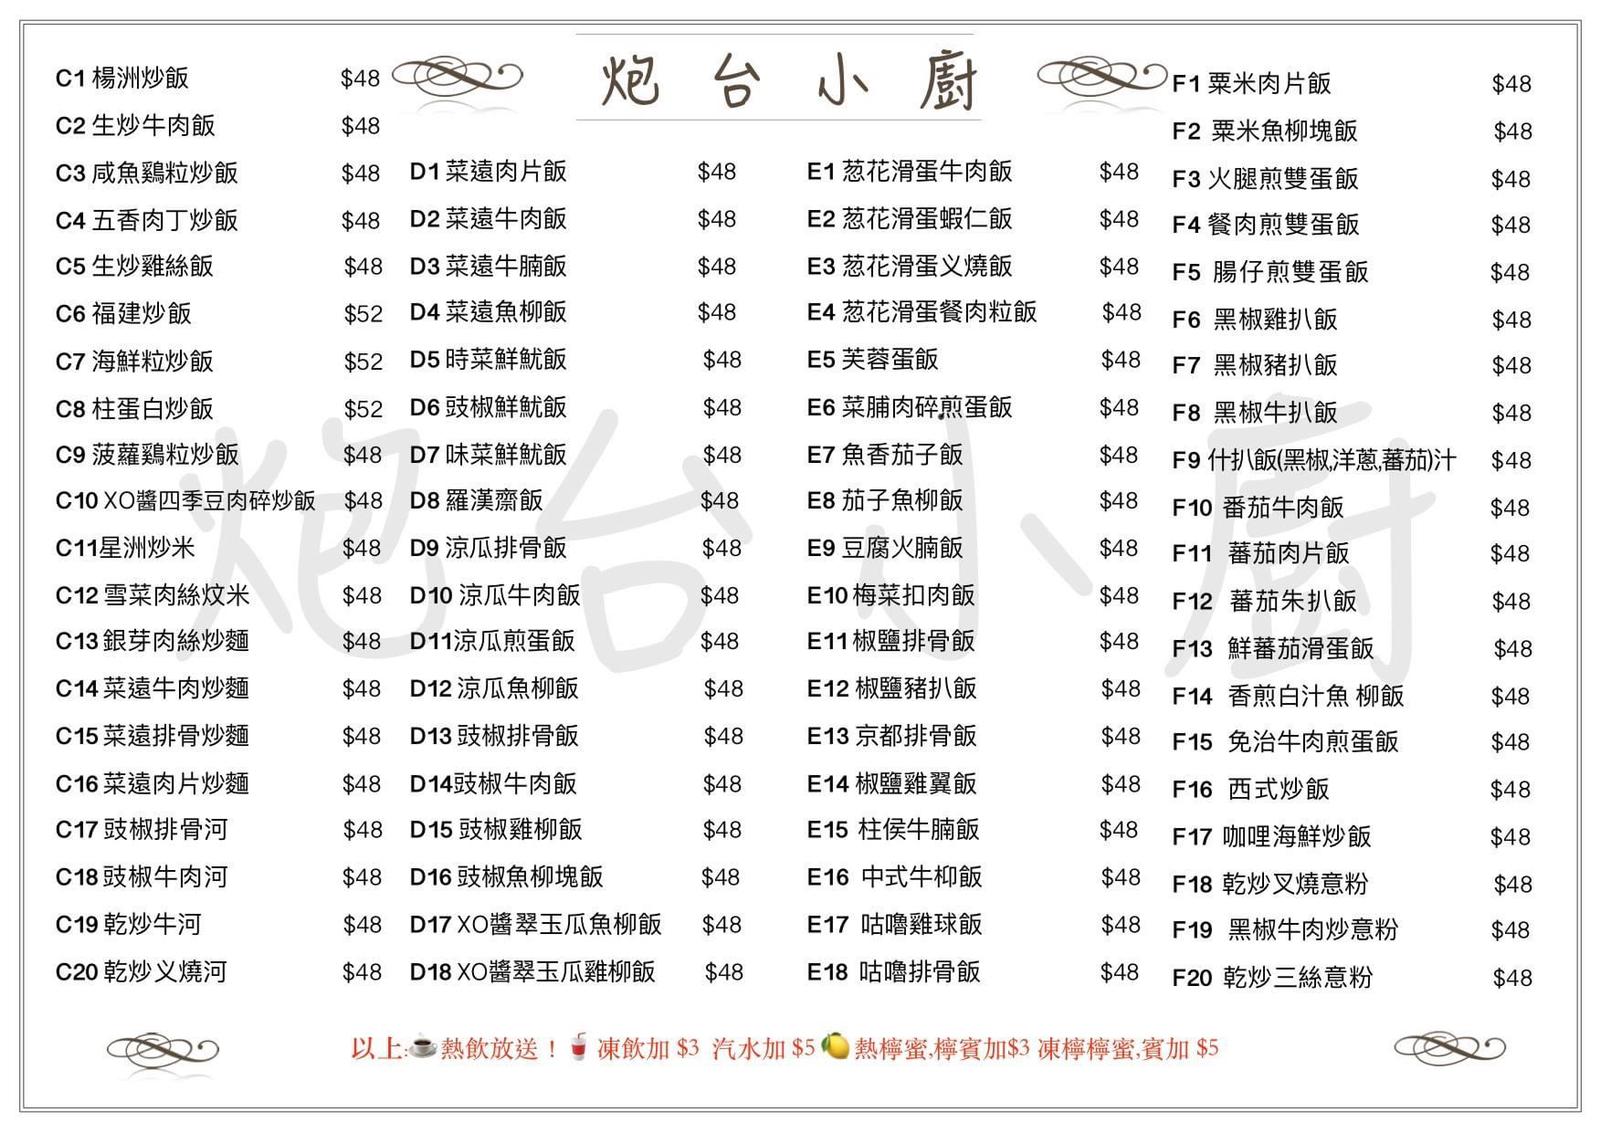 炮台小廚
C1 楊洲炒飯 $48
C2 生炒牛肉飯 $48
C3 咸魚鷄粒炒飯 $48
C4 五香肉丁炒飯 $48
C5 生炒雞絲飯 $48
C6 福建炒飯 $52
C7 海鮮粒炒飯 $52
C8 柱蛋白炒飯 $52
C9 菠蘿鷄粒炒飯 $48
C10 XO醬四季豆肉碎炒飯 $48
C11星洲炒米 $48
C12 雪菜肉絲炆米 $48
C13 銀芽肉絲炒麵 $48
C14 菜遠牛肉炒麵 $48
C15 菜遠排骨炒麵 $48
C16 菜遠肉片炒麵 $48
C17 豉椒排骨河 $48
C18 豉椒牛肉河 $48
C19 乾炒牛河 $48
C20 乾炒义燒河 $48
D1 菜遠肉片飯 $48
D2 菜遠牛肉飯 $48
D3 菜遠牛腩飯 $48
D4 菜遠魚柳飯 $48
D5 時菜鮮魷飯 $48
D6 豉椒鮮魷飯 $48
D7 味菜鮮魷飯 $48
D8 羅漢齋飯 $48
D9 涼瓜排骨飯 $48
D10 涼瓜牛肉飯 $48
D11涼瓜煎蛋飯 $48
D12 涼瓜魚柳飯 $48
D13 豉椒排骨飯 $48
D14豉椒牛肉飯 $48
D15 豉椒雞柳飯 $48
D16 豉椒魚柳塊飯 $48
D17 XO醬翠玉瓜魚柳飯 $48
D18 XO醬翠玉瓜雞柳飯 $48
E1 葱花滑蛋牛肉飯 $48
E2 葱花滑蛋蝦仁飯 $48
E3 葱花滑蛋义燒飯 $48
E4 葱花滑蛋餐肉粒飯 $48
E5 芙蓉蛋飯 $48
E6 菜脯肉碎煎蛋飯 $48
E7 魚香茄子飯 $48
E8 茄子魚柳飯 $48
E9 豆腐火腩飯 $48
E10 梅菜扣肉飯 $48
E11 椒鹽排骨飯 $48
E12 椒鹽豬扒飯 $48
E13 京都排骨飯 $48
E14 椒鹽雞翼飯 $48
E15 柱侯牛腩飯 $48
E16 中式牛枊飯 $48
E17 咕嚕雞球飯 $48
E18 咕嚕排骨飯 $48
F1 粟米肉片飯 $48
F2 粟米魚柳塊飯 $48
F3 火腿煎雙蛋飯 $48
F4 餐肉煎雙蛋飯 $48
F5 腸仔煎雙蛋飯 $48
F6 黑椒雞扒飯 $48
F7 黑椒豬扒飯 $48
F8 黑椒牛扒飯 $48
F9 什扒飯(黑椒,洋蔥,蕃茄)汁 $48
F10 番茄牛肉飯 $48
F11 蕃茄肉片飯 $48
F12 蕃茄朱扒飯 $48
F13 鮮蕃茄滑蛋飯 $48
F14 香煎白汁魚 柳飯 $48
F15 免治牛肉煎蛋飯 $48
F16 西式炒飯 $48
F17 咖哩海鮮炒飯 $48
F18 乾炒叉燒意粉 $48
F19 黑椒牛肉炒意粉 $48
F20 乾炒三絲意粉 $48
炮台小廚
以上:☕熱飲放送！🥤凍飲加 $3 汽水加 $5🍋熱檸蜜,檸賓加$3 凍檸檸蜜,賓加 $5